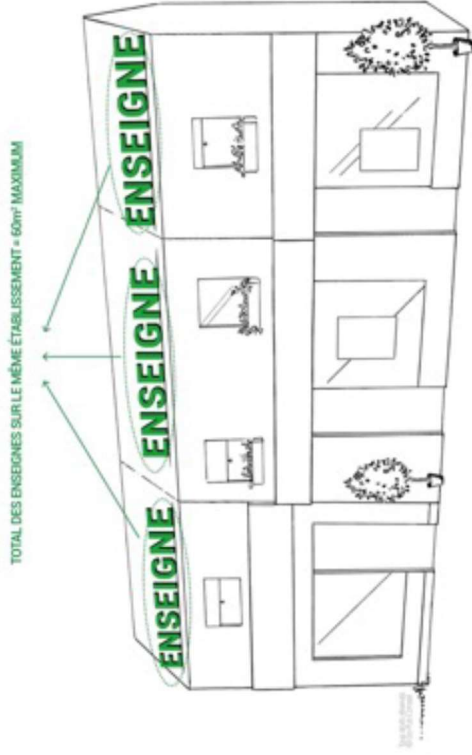 TOTAL DES ENSEIGNES SUR LE MÊME ÉTABLISSEMENT = 60m² MAXIMUM
ENSEIGNE
ENSEIGNE
ENSEIGNE